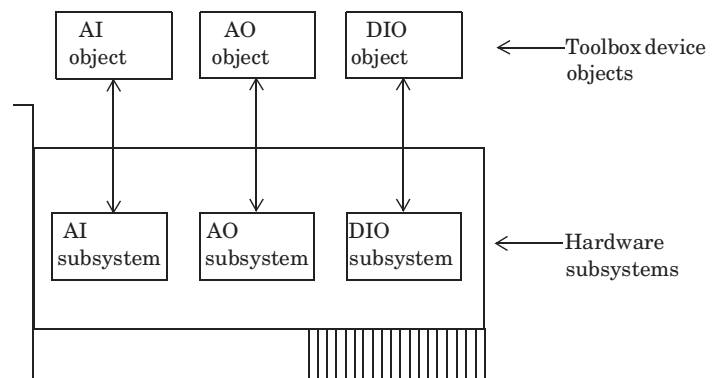 AI
object
AO
object
DIO
object
Toolbox device
objects
AI
subsystem
AO
subsystem
DIO
subsystem
Hardware
subsystems